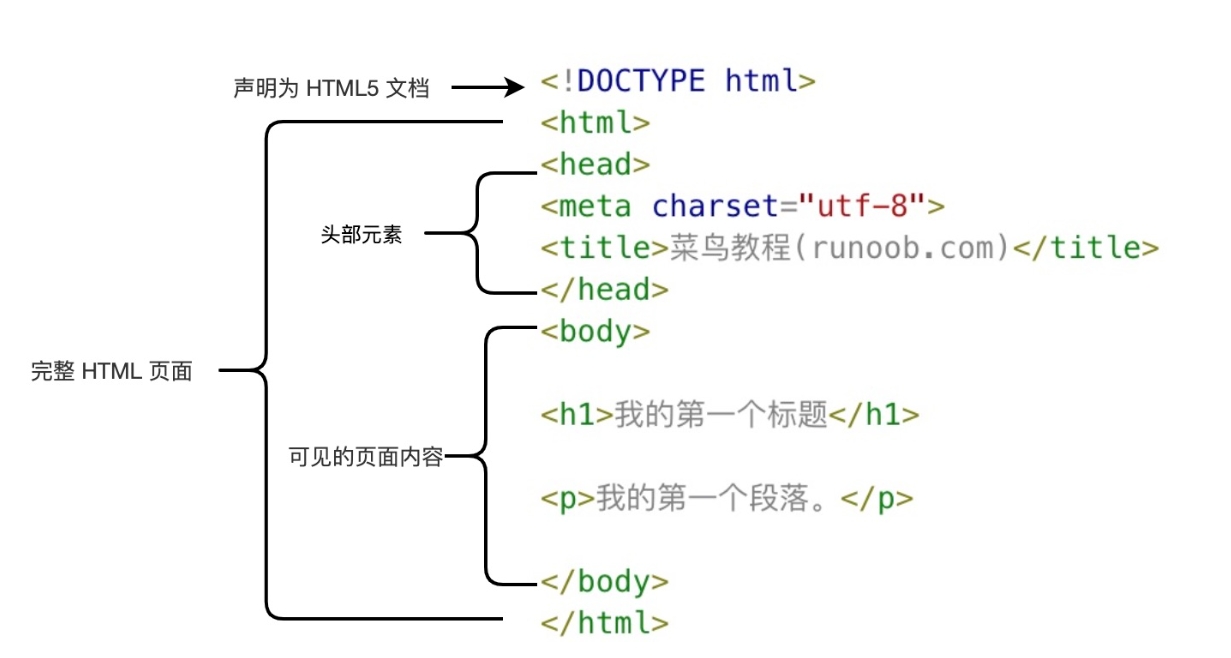 声明为 HTML5 文档
<!DOCTYPE html>
<html>
<head>
<meta charset="utf-8">
头部元素
<title>菜鸟教程(runoob.com)</title>
</head>
<body>
完整 HTML 页面
<h1>我的第一个标题</h1>
可见的页面内容
<p>我的第一个段落。</p>
</body>
</html>